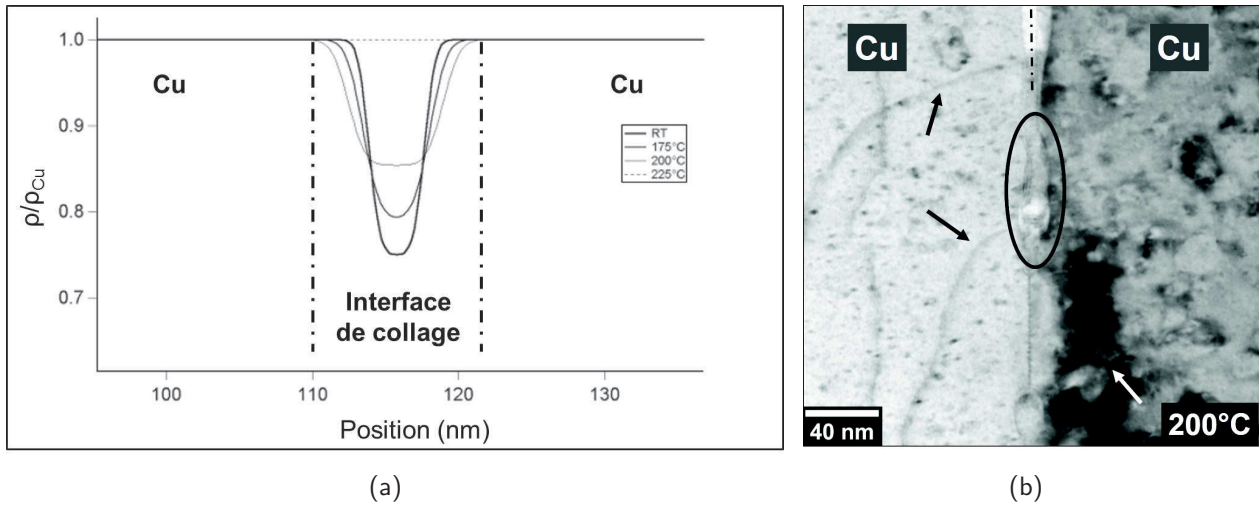 1.0
0.9
0.8
0.7
ρ/ρCu
Cu
Cu
RT
175°C
200°C
225°C
Interface
de collage
100
110
120
130
Position (nm)
(a)
Cu
Cu
40 nm
200°C
(b)